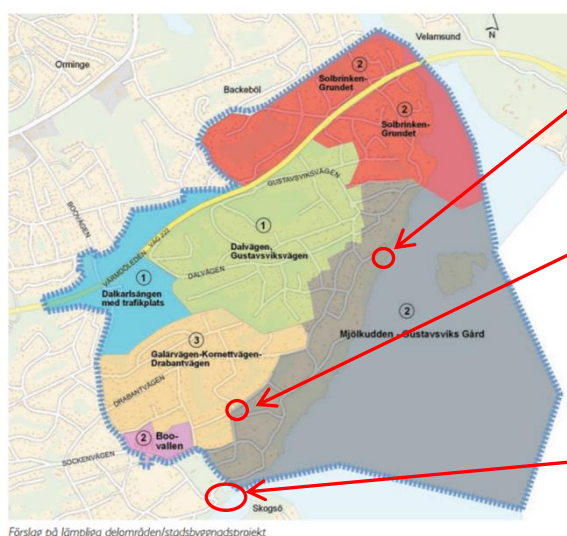 Velamsund
N
Orminge
2
Solbrinken-
Grundet
Backeböl
2
Solbrinken-
Grundet
GUSTAVSVIKSVÄGEN
BOOVÄGEN
1
Dalvägen,
Gustavsviksvägen
VÄRMDÖLEDEN VÄG 222
DALVÄGEN
1
Dalkarlsängen
med trafikplats
2
Mjölkudden - Gustavsviks Gård
3
Galärvägen-Kornettvägen-
Drabantvägen
DRABANTVÄGEN
2 Boo-
vallen
SOCKENVÄGEN
Skogsö
Förslag på lämpliga delområden/stadsbyggnadsprojekt